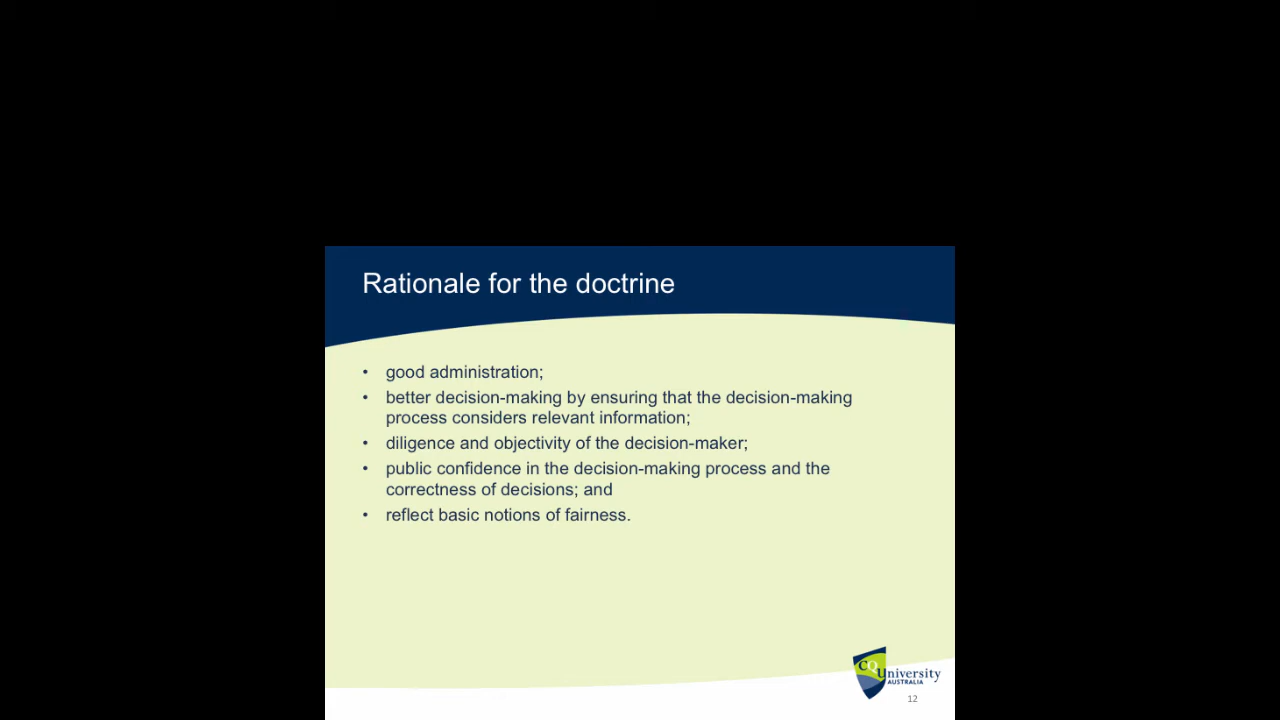 Rationale for the doctrine
• good administration;
• better decision-making by ensuring that the decision-making
process considers relevant information;
• diligence and objectivity of the decision-maker;
• public confidence in the decision-making process and the
correctness of decisions; and
• reflect basic notions of fairness.
CQUniversity
AUSTRALIA
12